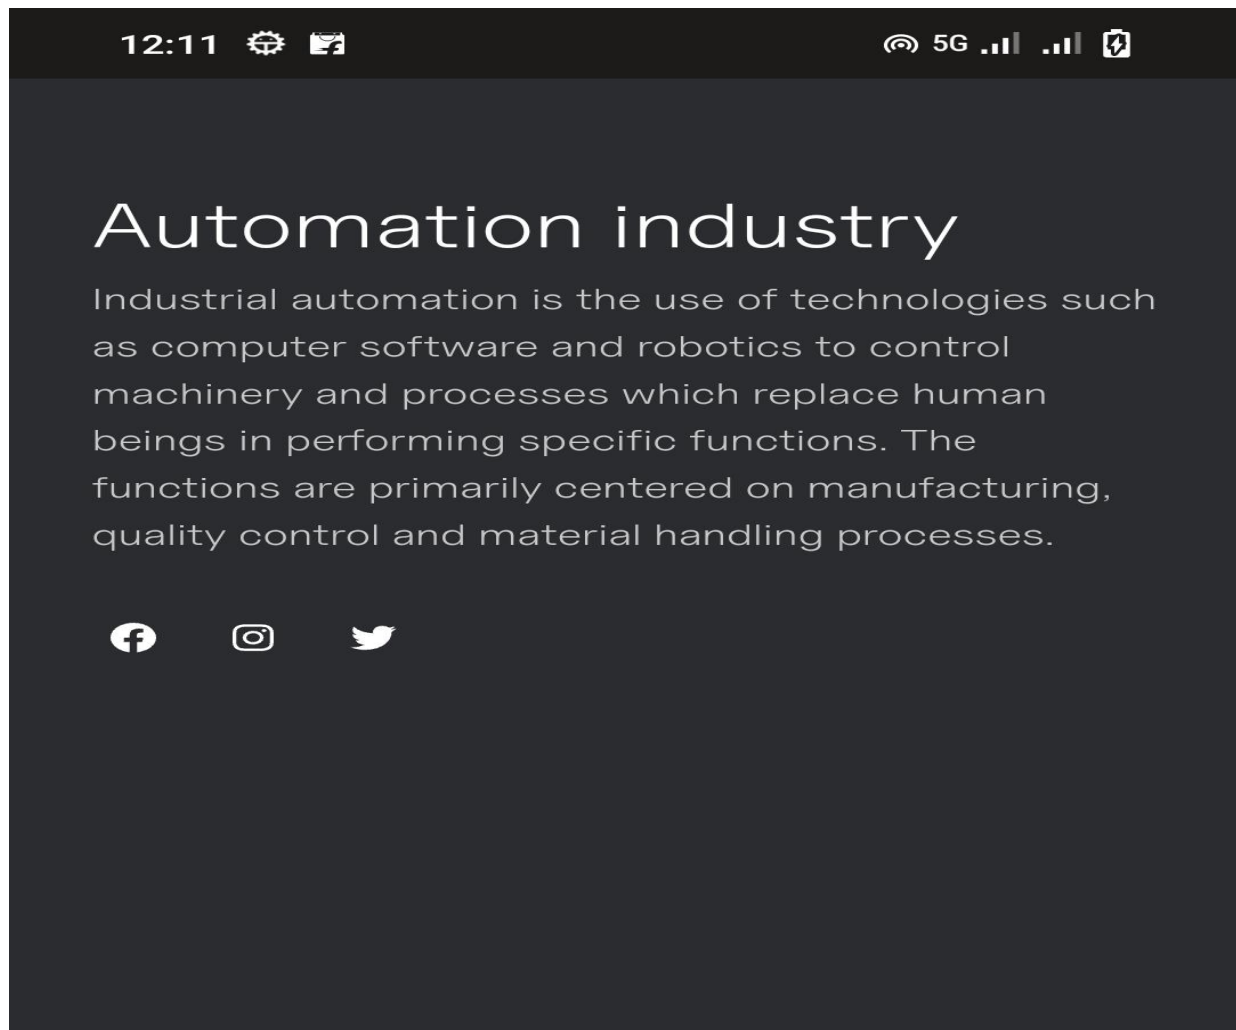 12:11 5G
Automation industry
Industrial automation is the use of technologies such
as computer software and robotics to control
machinery and processes which replace human
beings in performing specific functions. The
functions are primarily centered on manufacturing,
quality control and material handling processes.